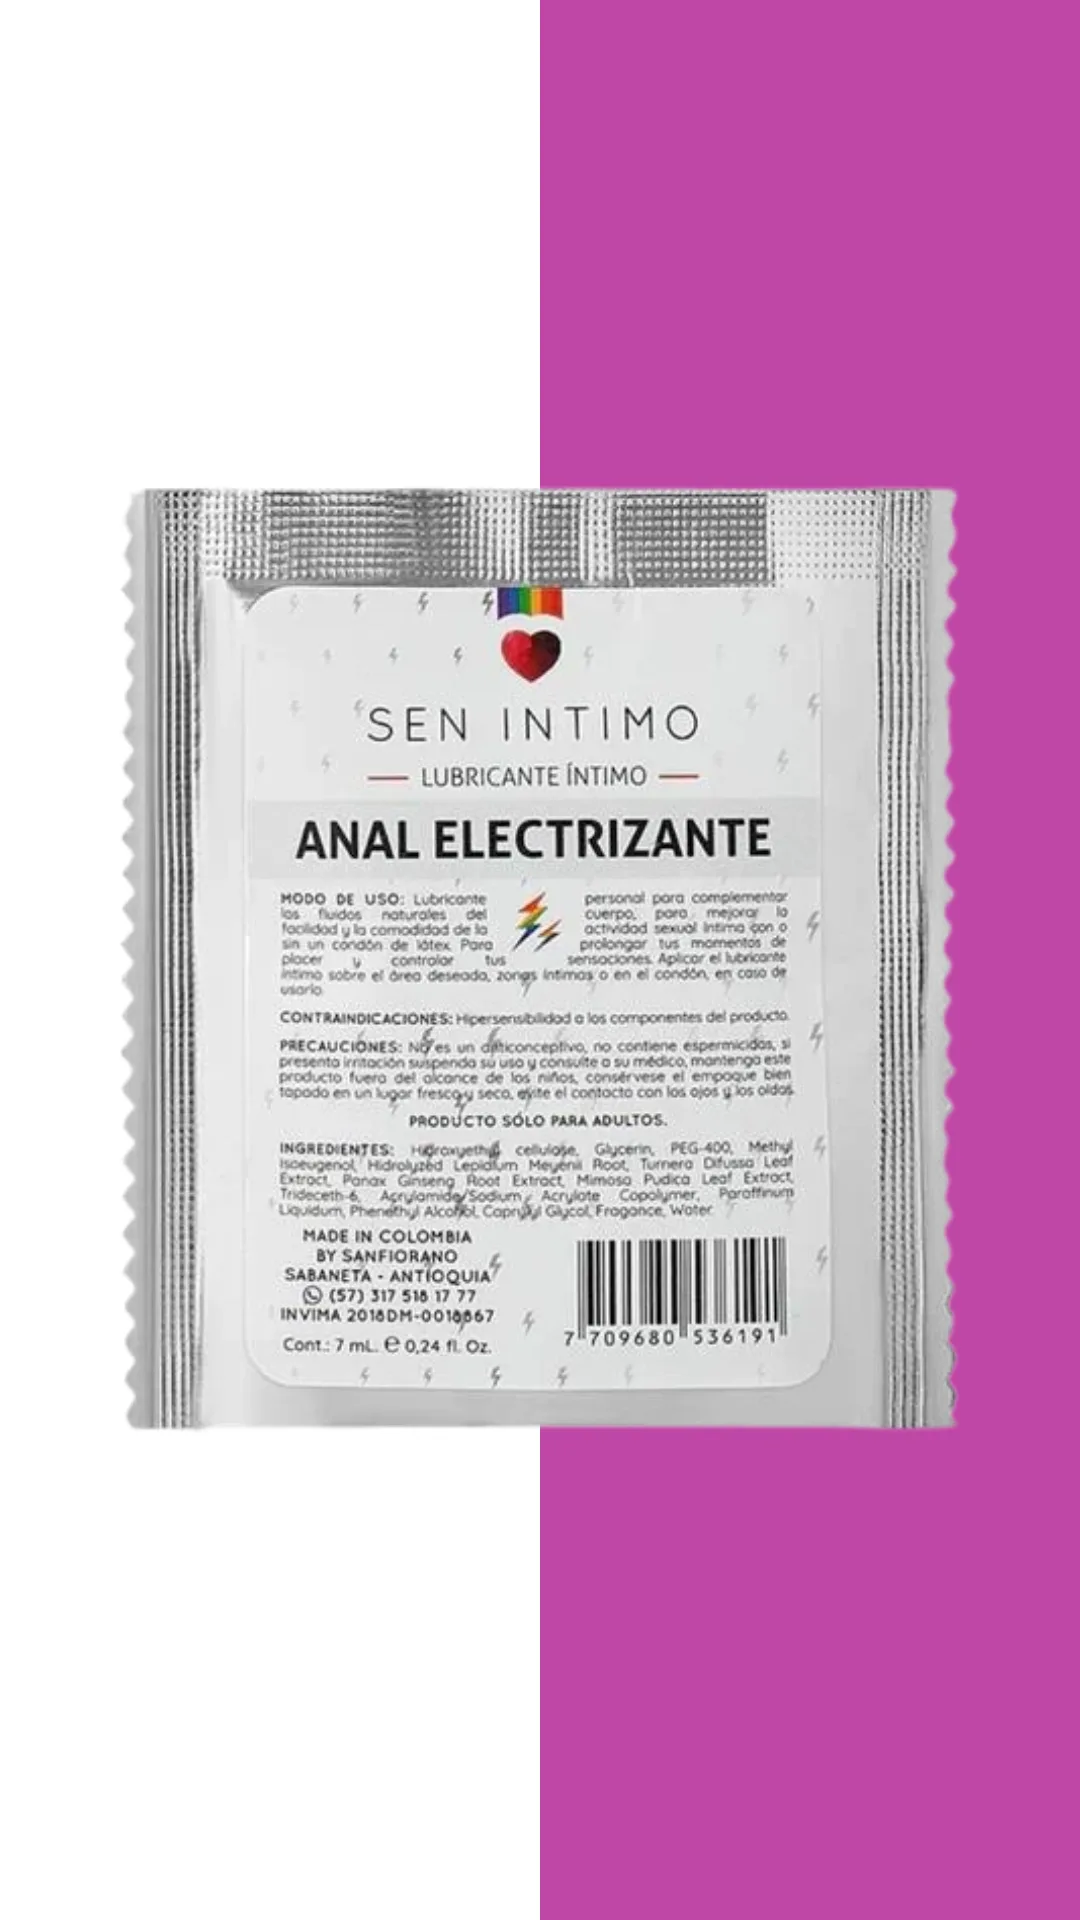 SEN INTIMO
LUBRICANTE ÍNTIMO
ANAL ELECTRIZANTE
MODO DE USO: Lubricante personal para complementar
los fluidos naturales del cuerpo, para mejorar la
facilidad y la comodidad de la actividad sexual íntima con o
sin un condón de látex. Para prolongar tus momentos de
placer y controlar tus sensaciones. Aplicar el lubricante
íntimo sobre el área deseada, zonas íntimas o en el condón, en caso de
usarlo.
CONTRAINDICACIONES: Hipersensibilidad a los componentes del producto.
PRECAUCIONES: No es un anticonceptivo, no contiene espermicidas, si
presenta irritación suspenda su uso y consulte a su médico, mantenga este
producto fuera del alcance de los niños, consérvese el empaque bien
tapado en un lugar fresco y seco, evite el contacto con los ojos y los oídos.
PRODUCTO SÓLO PARA ADULTOS.
INGREDIENTES: Hidroxyethyl cellulose, Glycerin, PEG-400, Methyl
Isoeugenol, Hidrolyzed Lepidium Meyenii Root, Turnera Difussa Leaf
Extract, Panax Ginseng Root Extract, Mimosa Pudica Leaf Extract,
Trideceth-6, Acrylamide/Sodium Acrylate Copolymer, Paraffinum
Liquidum, Phenethyl Alcohol, Caprylyl Glycol, Fragance, Water.
MADE IN COLOMBIA
BY SANFIORANO
SABANETA - ANTIOQUIA
(57) 317 518 17 77
INVIMA 2018DM-0018667
Cont.: 7 mL. ℮ 0,24 fl. Oz.
7 709680 536191